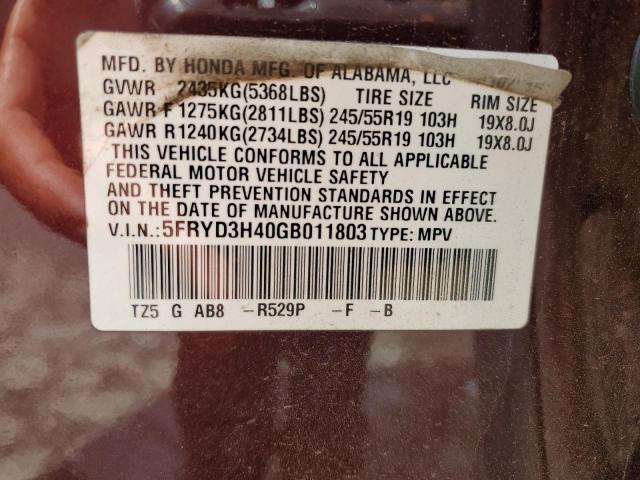 MFD. BY HONDA MFG. OF ALABAMA, LLC
GVWR 2435KG(5368LBS) TIRE SIZE RIM SIZE
GAWR F 1275KG(2811LBS) 245/55R19 103H 19X8.0J
GAWR R1240KG(2734LBS) 245/55R19 103H 19X8.0J
THIS VEHICLE CONFORMS TO ALL APPLICABLE
FEDERAL MOTOR VEHICLE SAFETY
AND THEFT PREVENTION STANDARDS IN EFFECT
ON THE DATE OF MANUFACTURE SHOWN ABOVE.
V.I.N.:5FRYD3H40GB011803 TYPE: MPV
TZ5 G AB8 -R529P -F -B